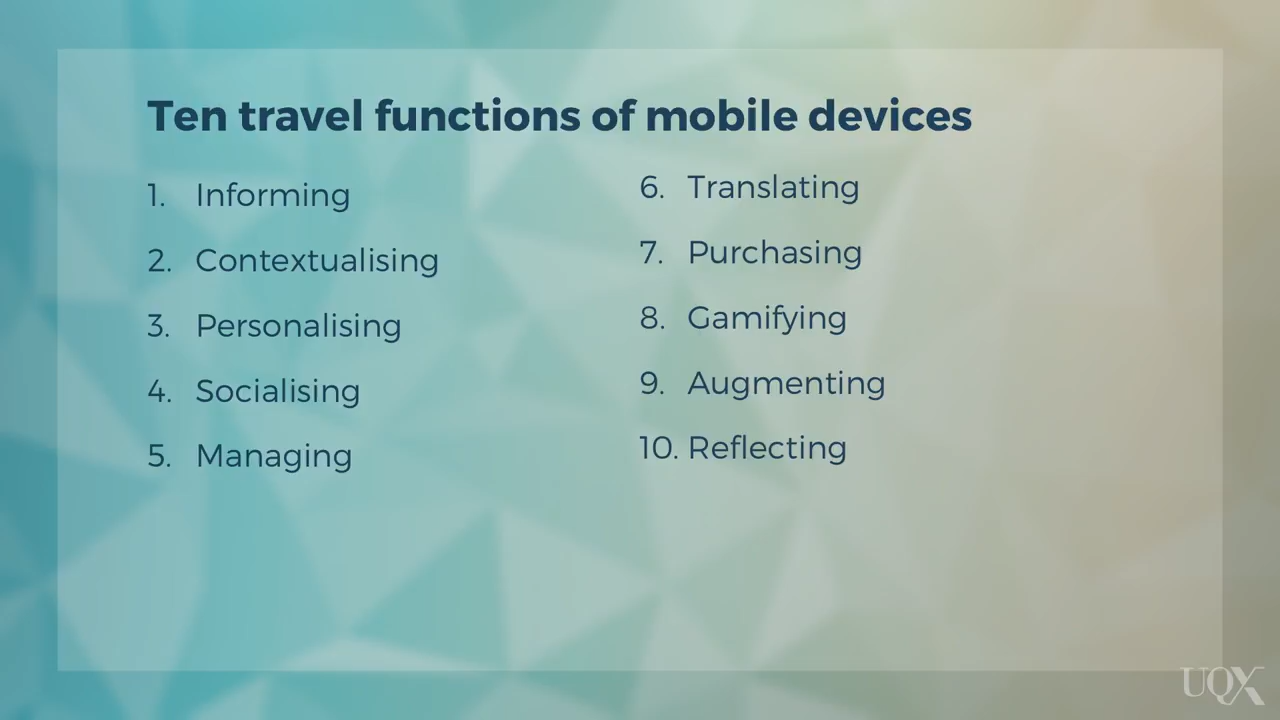 Ten travel functions of mobile devices
1. Informing
2. Contextualising
3. Personalising
4. Socialising
5. Managing
6. Translating
7. Purchasing
8. Gamifying
9. Augmenting
10. Reflecting
UQX